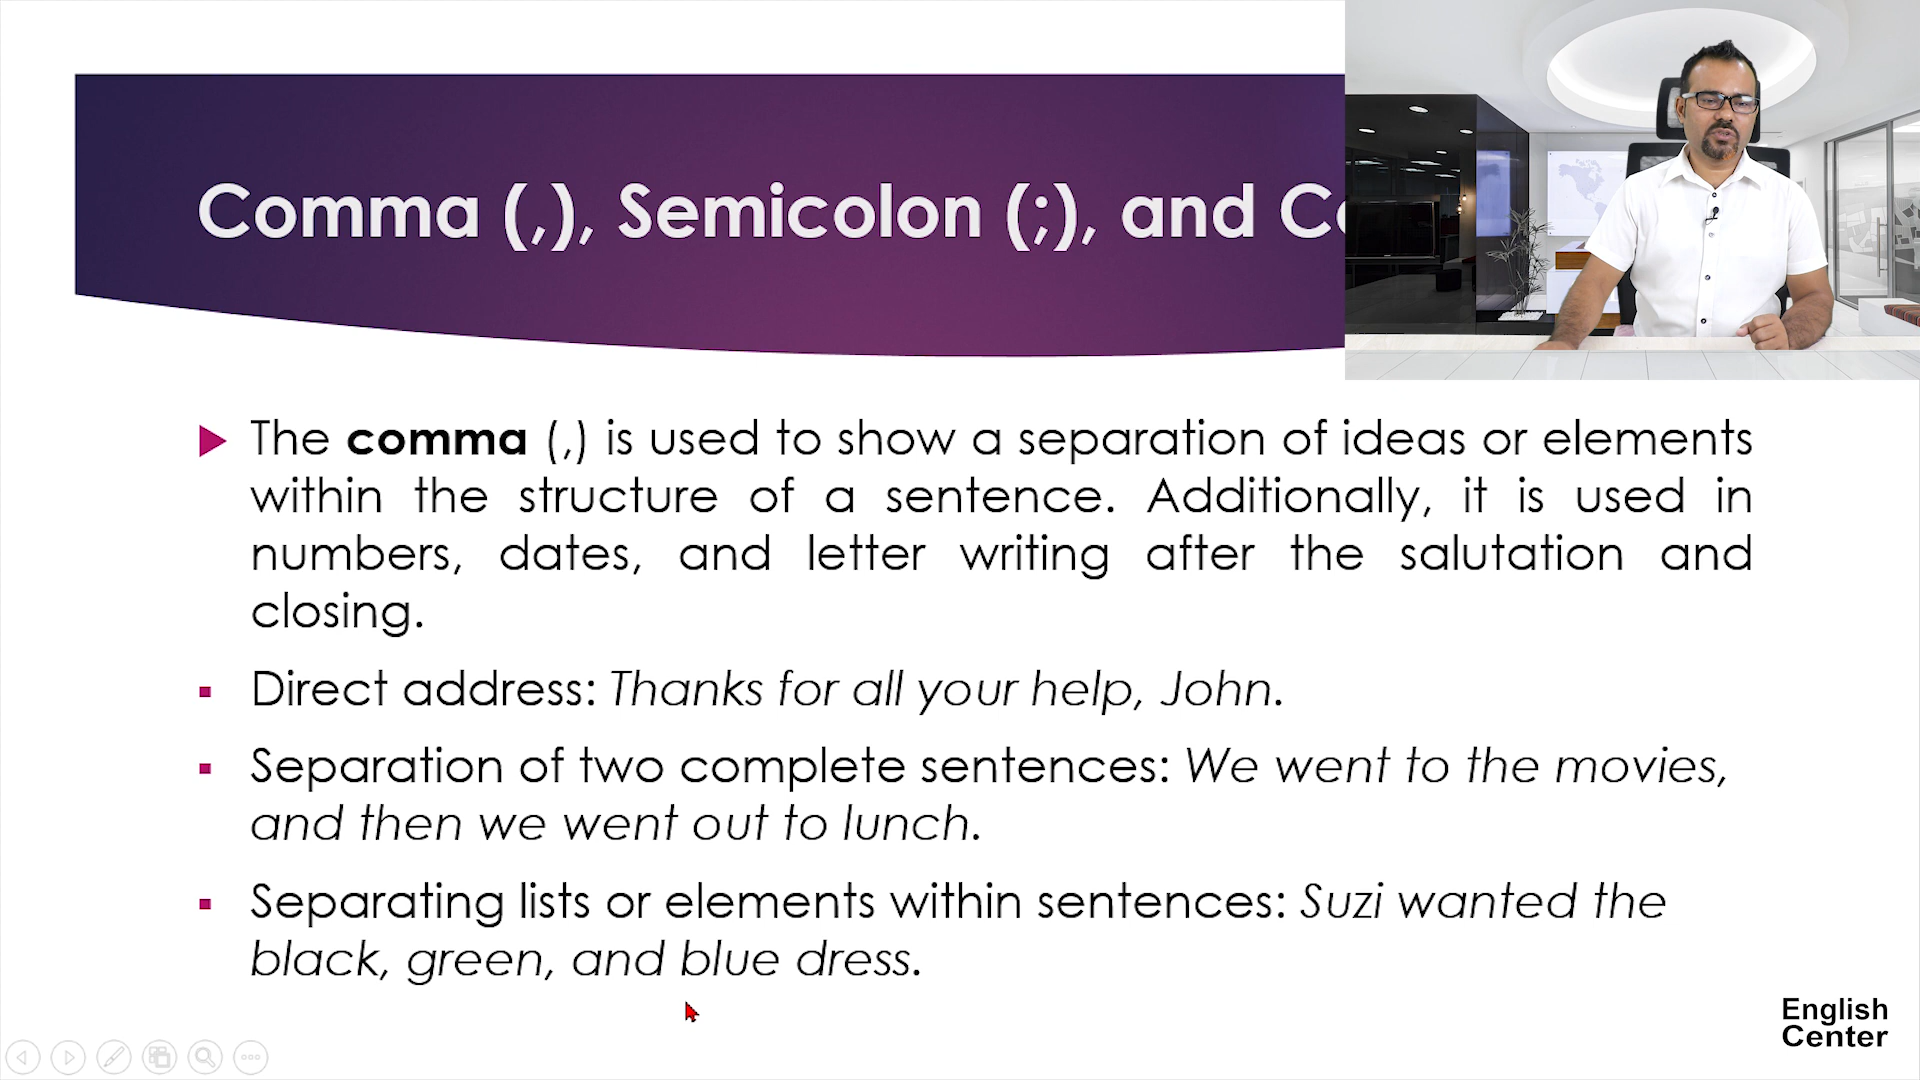 Comma (,), Semicolon (;), and
The comma (,) is used to show a separation of ideas or elements
within the structure of a sentence. Additionally, it is used in
numbers, dates, and letter writing after the salutation and
closing.
Direct address: Thanks for all your help, John.
Separation of two complete sentences: We went to the movies,
and then we went out to lunch.
Separating lists or elements within sentences: Suzi wanted the
black, green, and blue dress.
English
Center